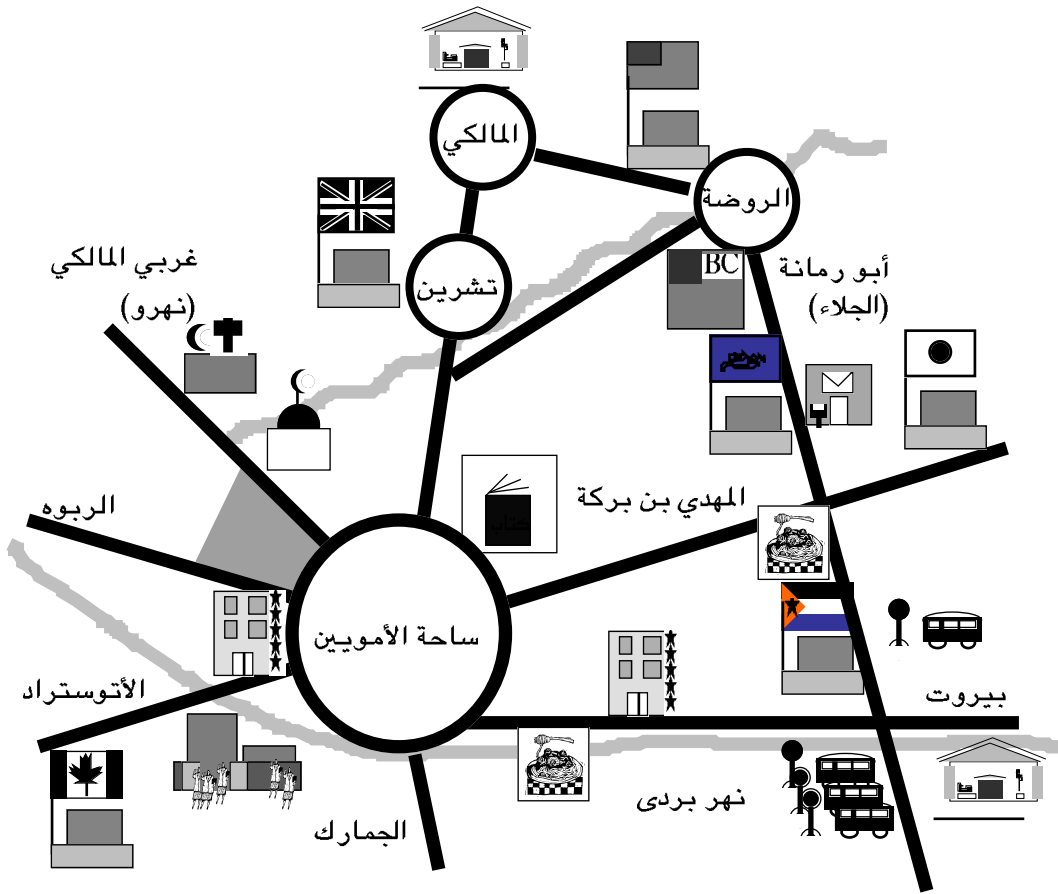 المالكي
الروضة
غربي المالكي
(نهرو)
تشرين
BC
أبو رمانة
(الجلاء)
الربوه
المهدي بن بركة
كتاب
ساحة الأمويين
الأتوستراد
بيروت
نهر بردى
الجمارك